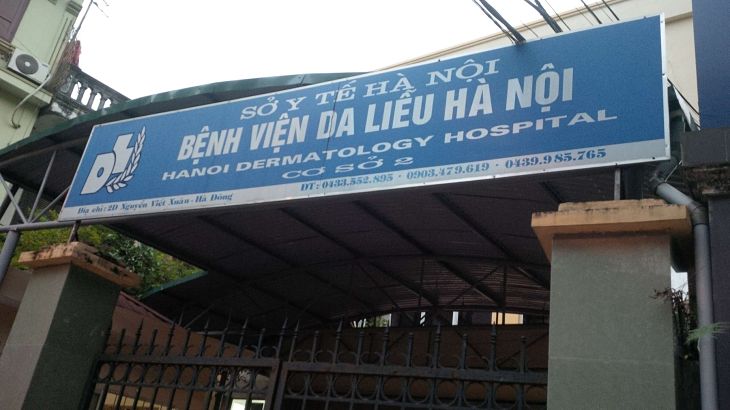 SỞ Y TẾ HÀ NỘI
BỆNH VIỆN DA LIỄU HÀ NỘI
HANOI DERMATOLOGY HOSPITAL
CƠ SỞ 2
Địa chỉ: 2D Nguyễn Viết Xuân - Hà Đông
ĐT: 0433.552.895 - 0903.479.619 - 0439.985.765
DL